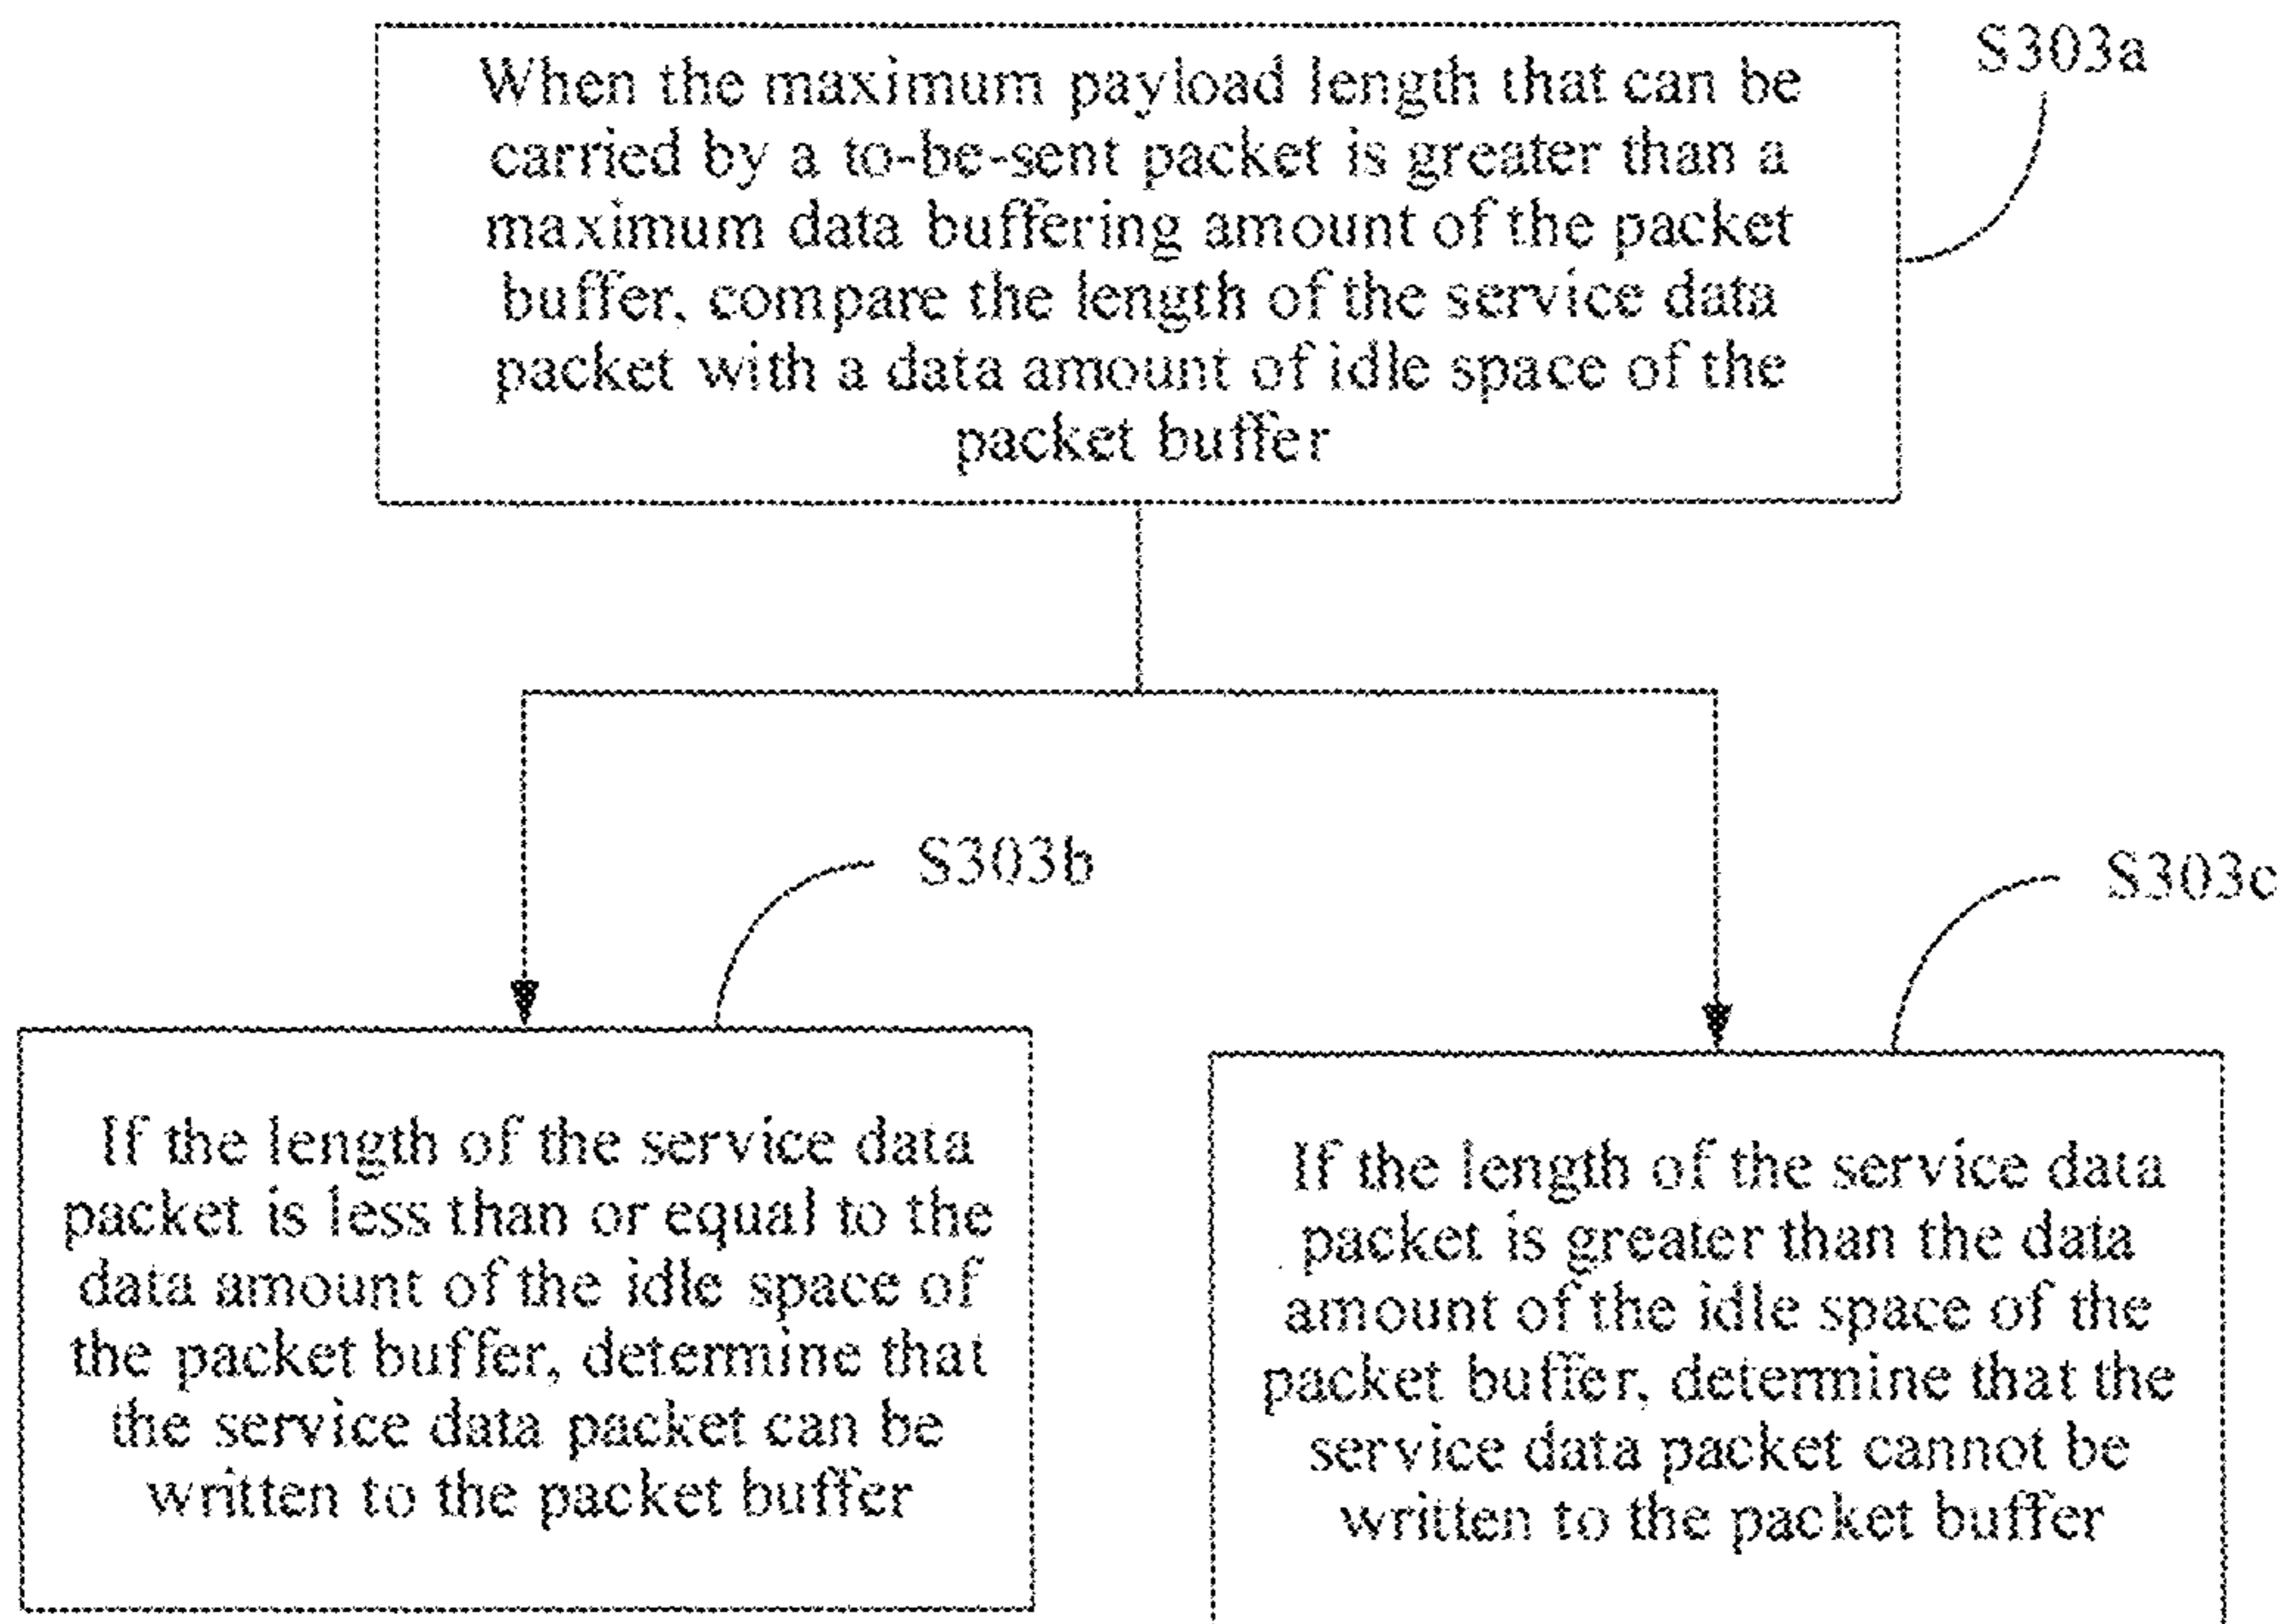 When the maximum payload length that can be
carried by a to-be-sent packet is greater than a
maximum data buffering amount of the packet
buffer, compare the length of the service data
packet with a data amount of idle space of the
packet buffer
S303a
S303b
S303c
If the length of the service data
packet is less than or equal to the
data amount of the idle space of
the packet buffer, determine that
the service data packet can be
written to the packet buffer
If the length of the service data
packet is greater than the data
amount of the idle space of the
packet buffer, determine that the
service data packet cannot be
written to the packet buffer